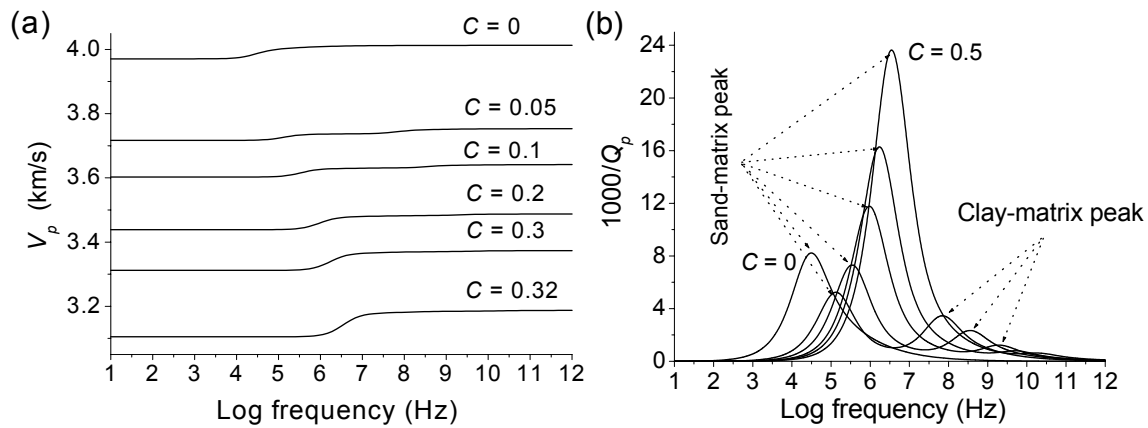 (a)
4.0
3.8
3.6
3.4
3.2
V_p (km/s)
C = 0
C = 0.05
C = 0.1
C = 0.2
C = 0.3
C = 0.32
1 2 3 4 5 6 7 8 9 10 11 12
Log frequency (Hz)
(b)
24
20
16
12
8
4
0
1000/Q_p
Sand-matrix peak
C = 0.5
C = 0
Clay-matrix peak
1 2 3 4 5 6 7 8 9 10 11 12
Log frequency (Hz)